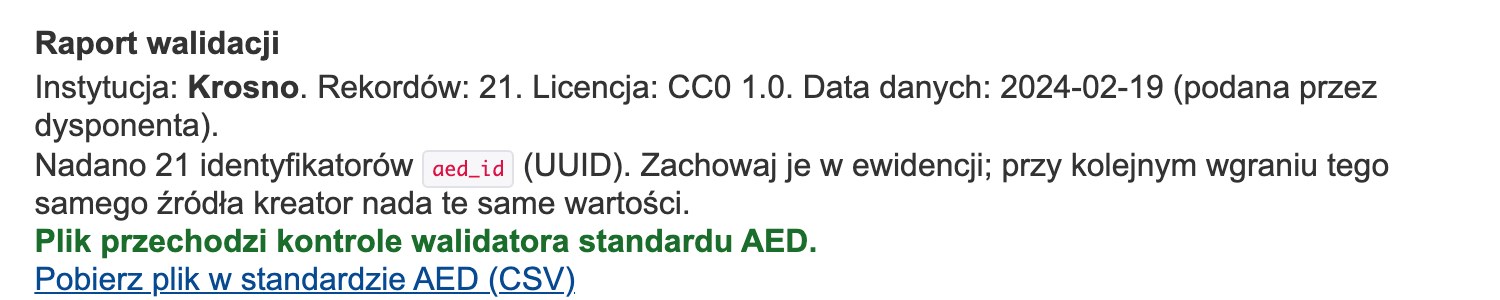 Raport walidacji
Instytucja: Krosno. Rekordów: 21. Licencja: CC0 1.0. Data danych: 2024-02-19 (podana przez
dysponenta).
Nadano 21 identyfikatorów aed_id (UUID). Zachowaj je w ewidencji; przy kolejnym wgraniu tego
samego źródła kreator nada te same wartości.
Plik przechodzi kontrole walidatora standardu AED.
Pobierz plik w standardzie AED (CSV)